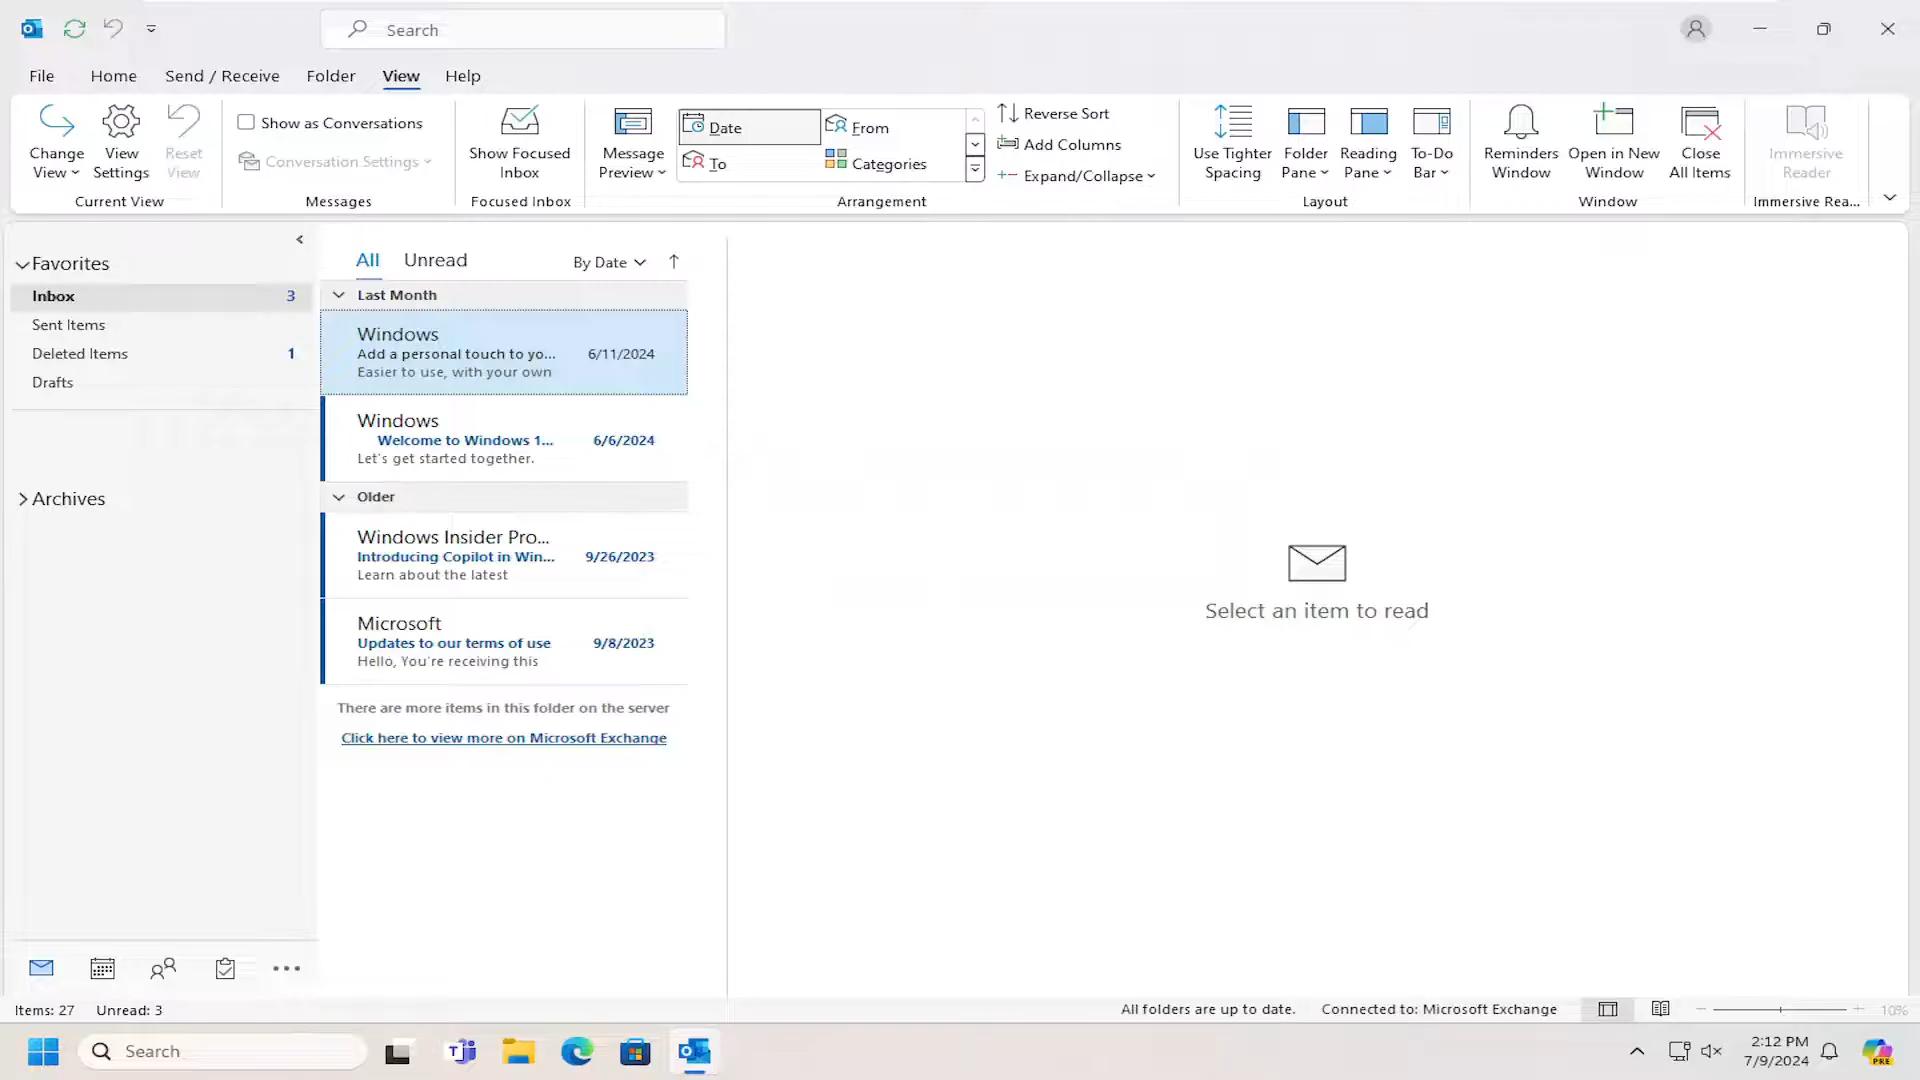 Search
File Home Send / Receive Folder View Help
Change View
View Settings
Reset View
Current View
Show as Conversations
Conversation Settings
Messages
Show Focused Inbox
Focused Inbox
Message Preview
Date
From
To
Categories
Reverse Sort
Add Columns
Expand/Collapse
Arrangement
Use Tighter Spacing
Folder Pane
Reading Pane
To-Do Bar
Layout
Reminders Window
Open in New Window
Close All Items
Window
Immersive Reader
Immersive Rea...
Favorites
Inbox 3
Sent Items
Deleted Items 1
Drafts
Archives
All Unread By Date
Last Month
Windows
Add a personal touch to yo... 6/11/2024
Easier to use, with your own
Windows
Welcome to Windows 1... 6/6/2024
Let's get started together.
Older
Windows Insider Pro...
Introducing Copilot in Win... 9/26/2023
Learn about the latest
Microsoft
Updates to our terms of use 9/8/2023
Hello, You're receiving this
There are more items in this folder on the server
Click here to view more on Microsoft Exchange
Select an item to read
Items: 27 Unread: 3
All folders are up to date. Connected to: Microsoft Exchange 10%
Search
2:12 PM
7/9/2024
PRE